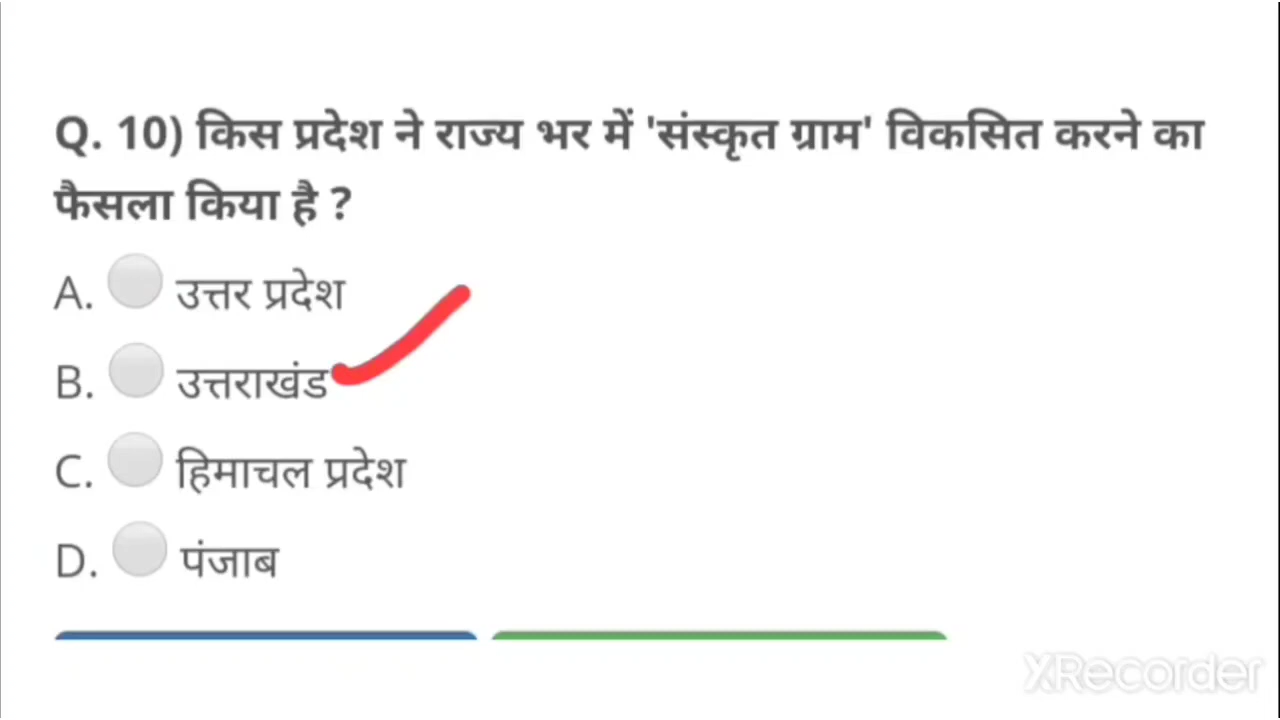 Q. 10) किस प्रदेश ने राज्य भर में 'संस्कृत ग्राम' विकसित करने का
फैसला किया है ?
A. उत्तर प्रदेश
B. उत्तराखंड
C. हिमाचल प्रदेश
D. पंजाब
XRecorder